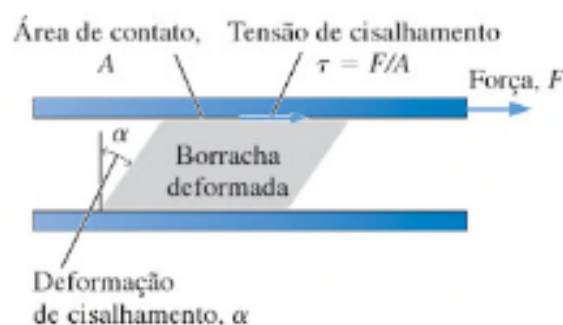 Área de contato,
A
Tensão de cisalhamento
τ = F/A
Força, F
α
Borracha
deformada
Deformação
de cisalhamento, α